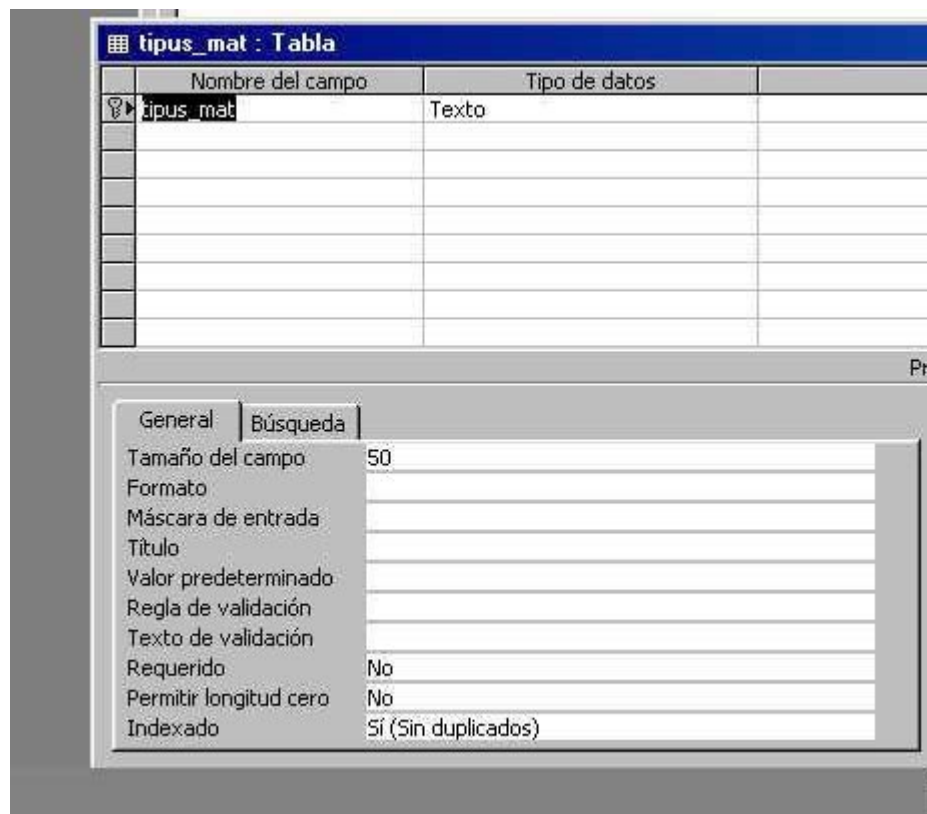 tipus_mat : Tabla
Nombre del campo Tipo de datos
tipus_mat Texto
Pr
General Búsqueda
Tamaño del campo 50
Formato
Máscara de entrada
Título
Valor predeterminado
Regla de validación
Texto de validación
Requerido No
Permitir longitud cero No
Indexado Sí (Sin duplicados)